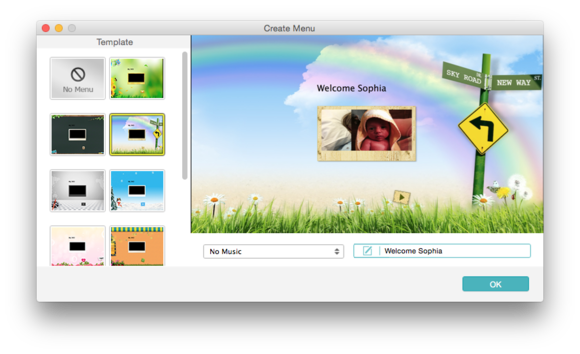 Create Menu
Template
No Menu
Welcome Sophia
SKY ROAD
NEW WAY ST.
No Music
Welcome Sophia
OK